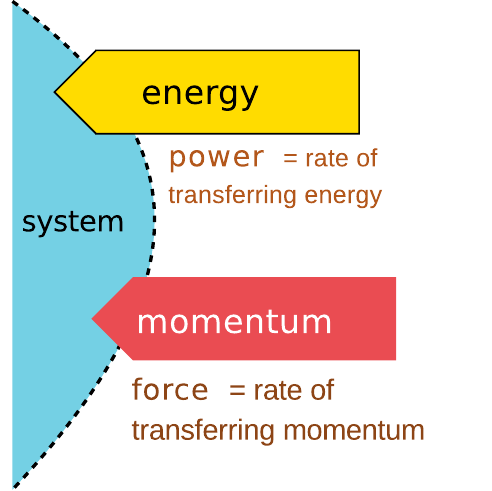 energy
power = rate of
transferring energy
system
momentum
force = rate of
transferring momentum